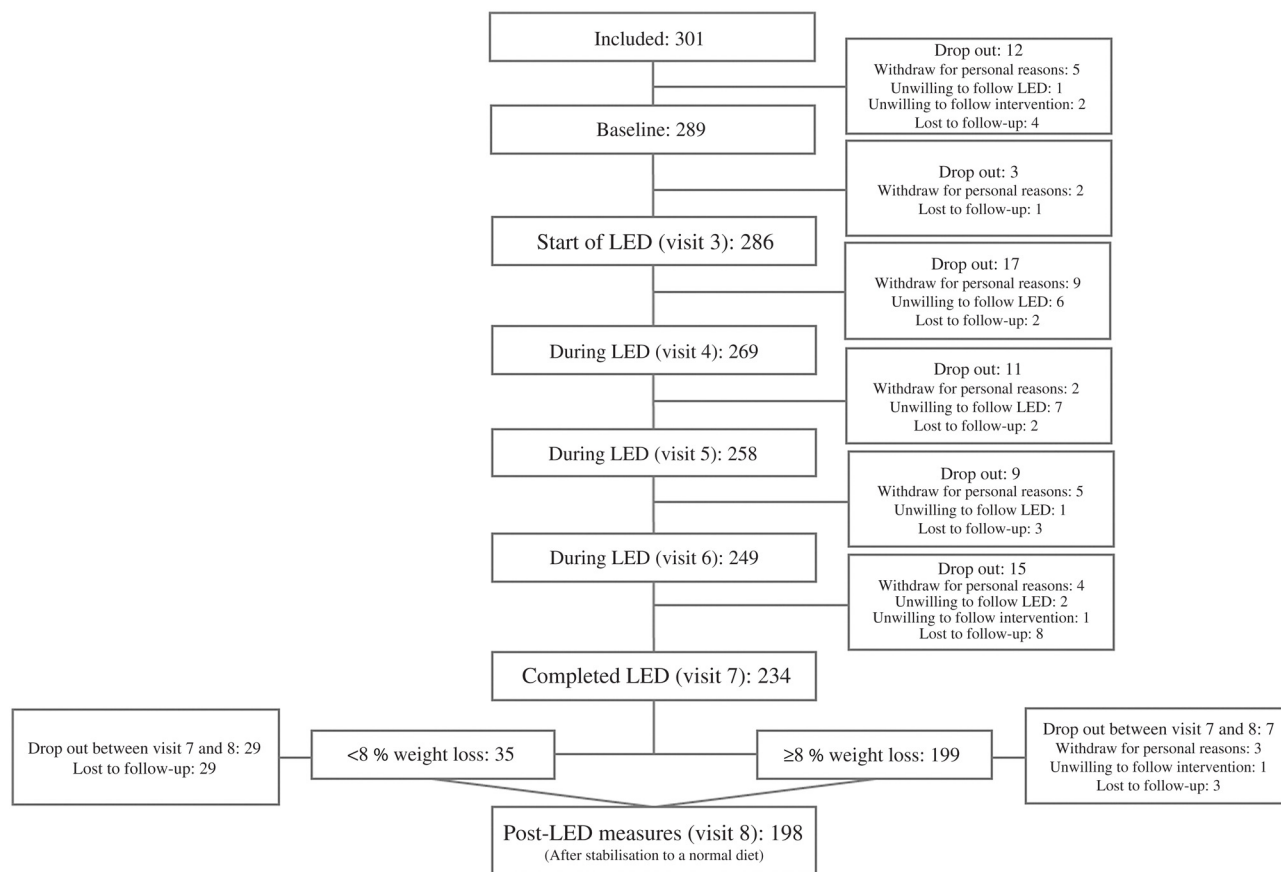 Included: 301
Drop out: 12
Withdraw for personal reasons: 5
Unwilling to follow LED: 1
Unwilling to follow intervention: 2
Lost to follow-up: 4
Baseline: 289
Drop out: 3
Withdraw for personal reasons: 2
Lost to follow-up: 1
Start of LED (visit 3): 286
Drop out: 17
Withdraw for personal reasons: 9
Unwilling to follow LED: 6
Lost to follow-up: 2
During LED (visit 4): 269
Drop out: 11
Withdraw for personal reasons: 2
Unwilling to follow LED: 7
Lost to follow-up: 2
During LED (visit 5): 258
Drop out: 9
Withdraw for personal reasons: 5
Unwilling to follow LED: 1
Lost to follow-up: 3
During LED (visit 6): 249
Drop out: 15
Withdraw for personal reasons: 4
Unwilling to follow LED: 2
Unwilling to follow intervention: 1
Lost to follow-up: 8
Completed LED (visit 7): 234
Drop out between visit 7 and 8: 29
Lost to follow-up: 29
<8 % weight loss: 35
≥8 % weight loss: 199
Drop out between visit 7 and 8: 7
Withdraw for personal reasons: 3
Unwilling to follow intervention: 1
Lost to follow-up: 3
Post-LED measures (visit 8): 198
(After stabilisation to a normal diet)